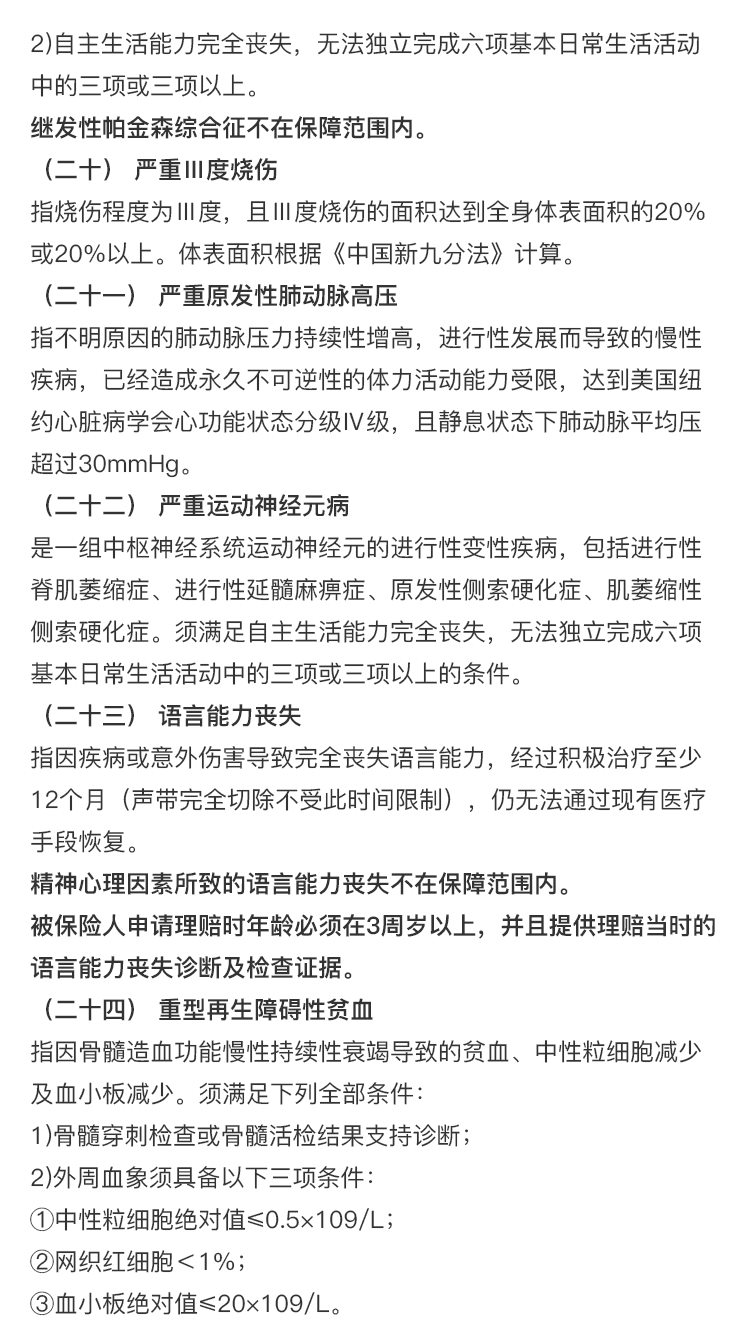 2)自主生活能力完全丧失，无法独立完成六项基本日常生活活动
中的三项或三项以上。
继发性帕金森综合征不在保障范围内。
（二十） 严重Ⅲ度烧伤
指烧伤程度为Ⅲ度，且Ⅲ度烧伤的面积达到全身体表面积的20%
或20%以上。体表面积根据《中国新九分法》计算。
（二十一） 严重原发性肺动脉高压
指不明原因的肺动脉压力持续性增高，进行性发展而导致的慢性
疾病，已经造成永久不可逆性的体力活动能力受限，达到美国纽
约心脏病学会心功能状态分级Ⅳ级，且静息状态下肺动脉平均压
超过30mmHg。
（二十二） 严重运动神经元病
是一组中枢神经系统运动神经元的进行性变性疾病，包括进行性
脊肌萎缩症、进行性延髓麻痹症、原发性侧索硬化症、肌萎缩性
侧索硬化症。须满足自主生活能力完全丧失，无法独立完成六项
基本日常生活活动中的三项或三项以上的条件。
（二十三） 语言能力丧失
指因疾病或意外伤害导致完全丧失语言能力，经过积极治疗至少
12个月（声带完全切除不受此时间限制），仍无法通过现有医疗
手段恢复。
精神心理因素所致的语言能力丧失不在保障范围内。
被保险人申请理赔时年龄必须在3周岁以上，并且提供理赔当时的
语言能力丧失诊断及检查证据。
（二十四） 重型再生障碍性贫血
指因骨髓造血功能慢性持续性衰竭导致的贫血、中性粒细胞减少
及血小板减少。须满足下列全部条件：
1)骨髓穿刺检查或骨髓活检结果支持诊断；
2)外周血象须具备以下三项条件：
①中性粒细胞绝对值≤0.5×109/L；
②网织红细胞＜1%；
③血小板绝对值≤20×109/L。